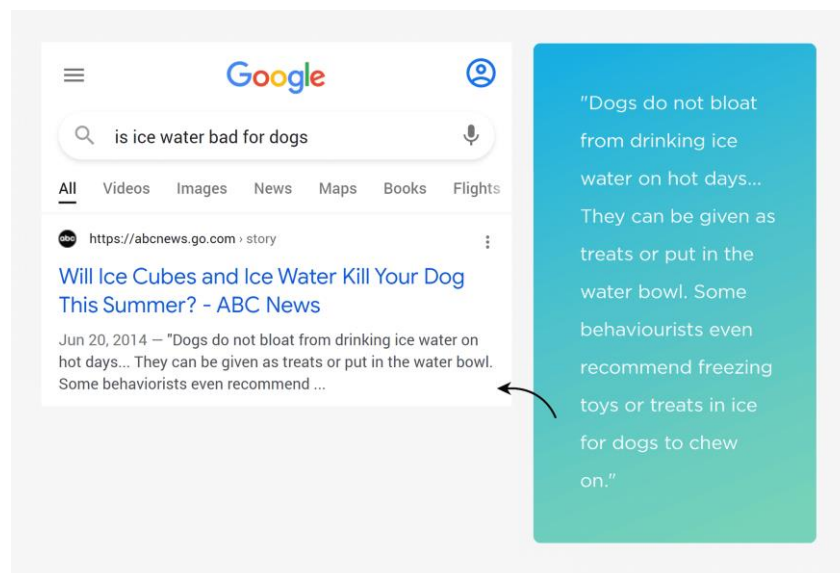 Google
is ice water bad for dogs
All Videos Images News Maps Books Flights
abc https://abcnews.go.com › story
Will Ice Cubes and Ice Water Kill Your Dog
This Summer? - ABC News
Jun 20, 2014 — "Dogs do not bloat from drinking ice water on
hot days... They can be given as treats or put in the water bowl.
Some behaviorists even recommend ...
"Dogs do not bloat
from drinking ice
water on hot days...
They can be given as
treats or put in the
water bowl. Some
behaviourists even
recommend freezing
toys or treats in ice
for dogs to chew
on."